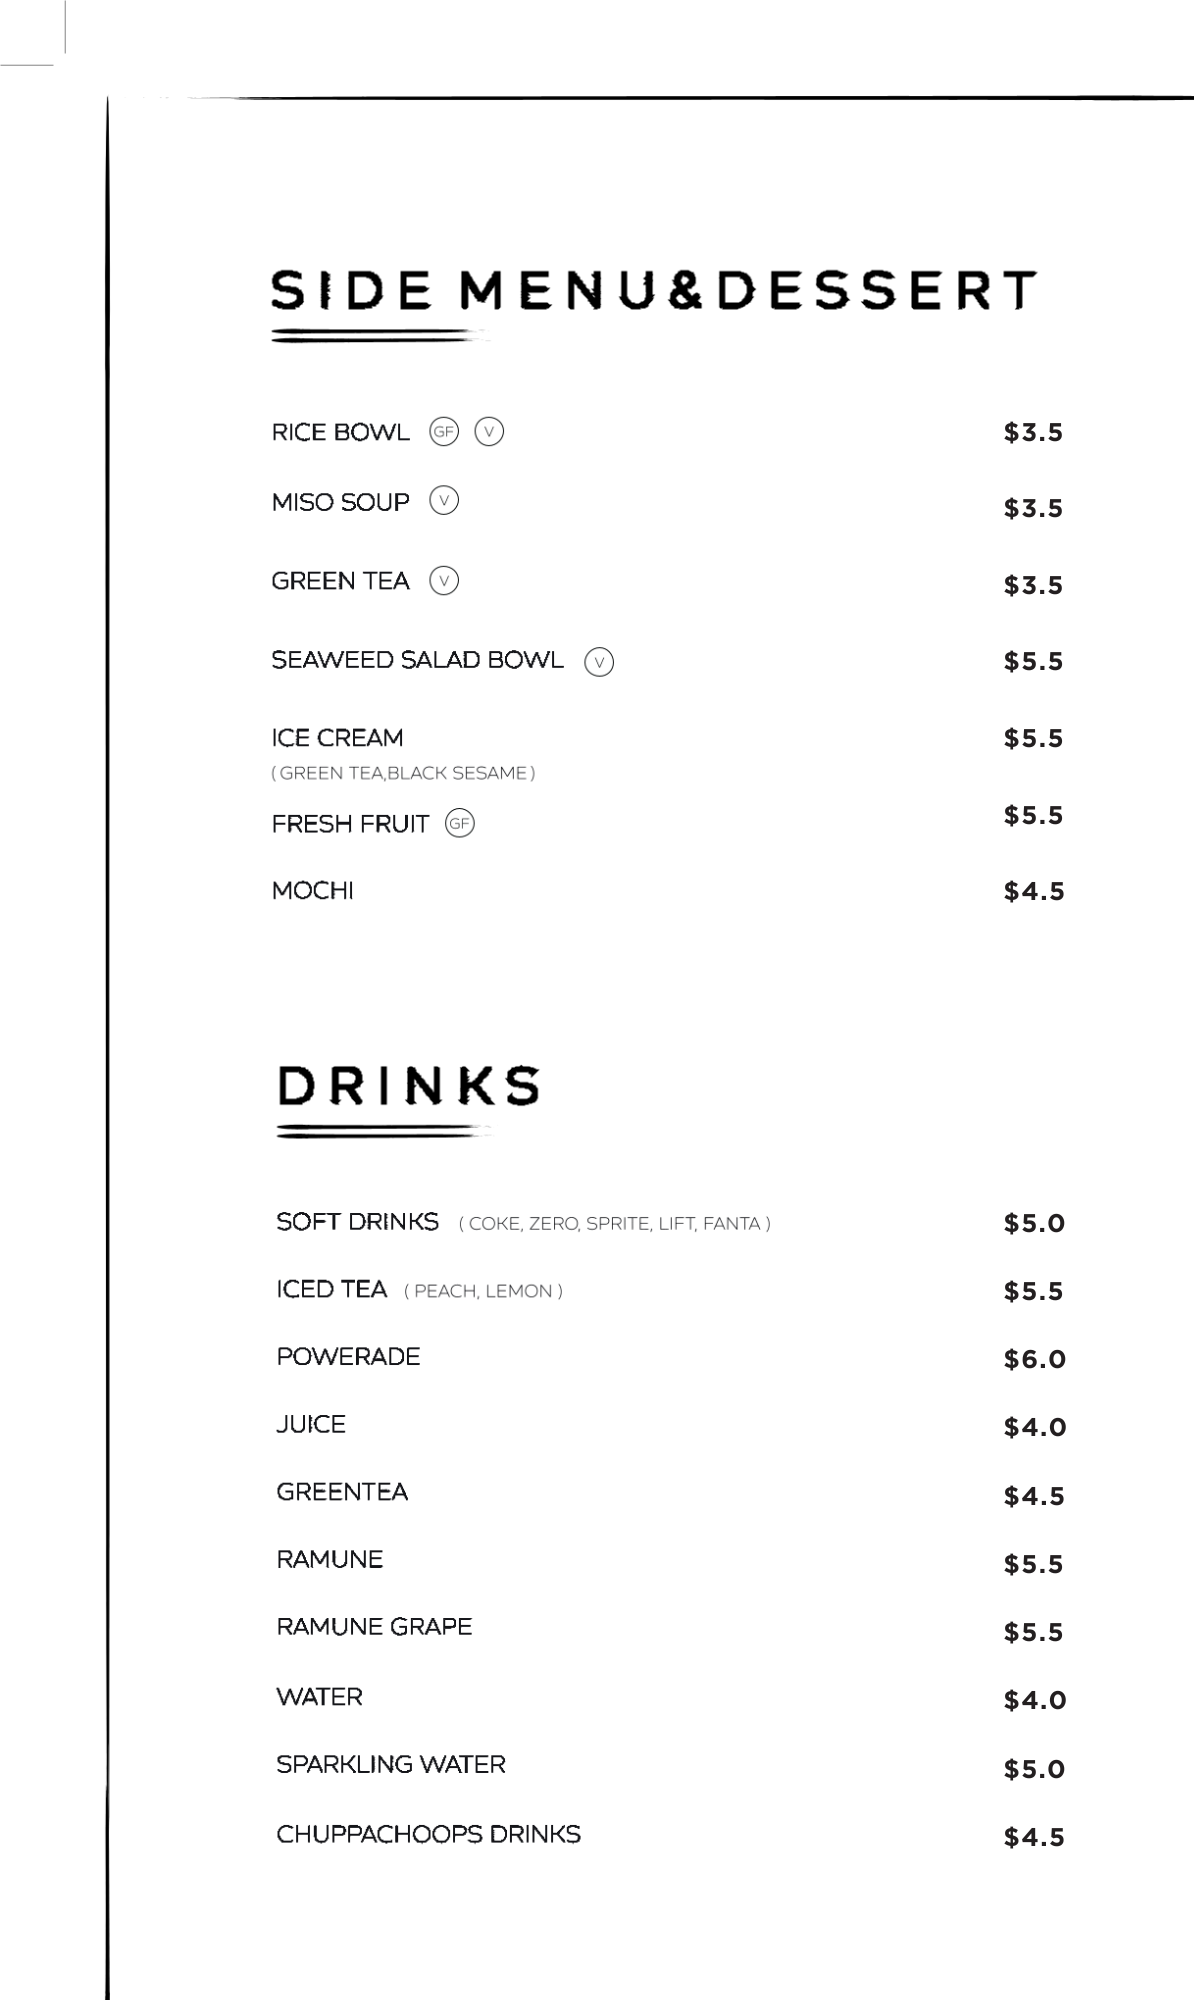 SIDE MENU&DESSERT
RICE BOWL GF V $3.5
MISO SOUP V $3.5
GREEN TEA V $3.5
SEAWEED SALAD BOWL V $5.5
ICE CREAM $5.5
( GREEN TEA,BLACK SESAME )
FRESH FRUIT GF $5.5
MOCHI $4.5
DRINKS
SOFT DRINKS ( COKE, ZERO, SPRITE, LIFT, FANTA ) $5.0
ICED TEA ( PEACH, LEMON ) $5.5
POWERADE $6.0
JUICE $4.0
GREENTEA $4.5
RAMUNE $5.5
RAMUNE GRAPE $5.5
WATER $4.0
SPARKLING WATER $5.0
CHUPPACHOOPS DRINKS $4.5